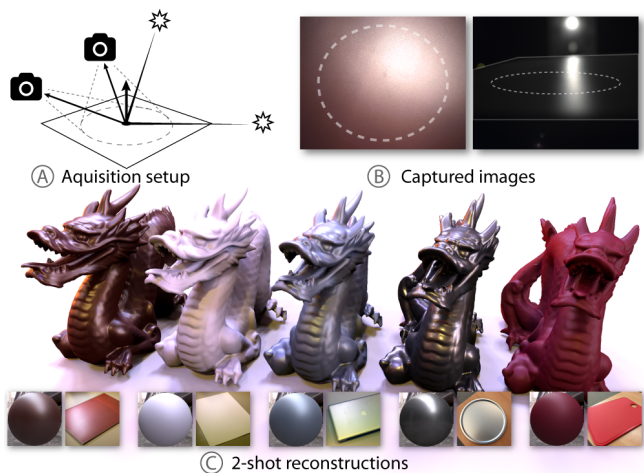 A Aquisition setup
B Captured images
C 2-shot reconstructions